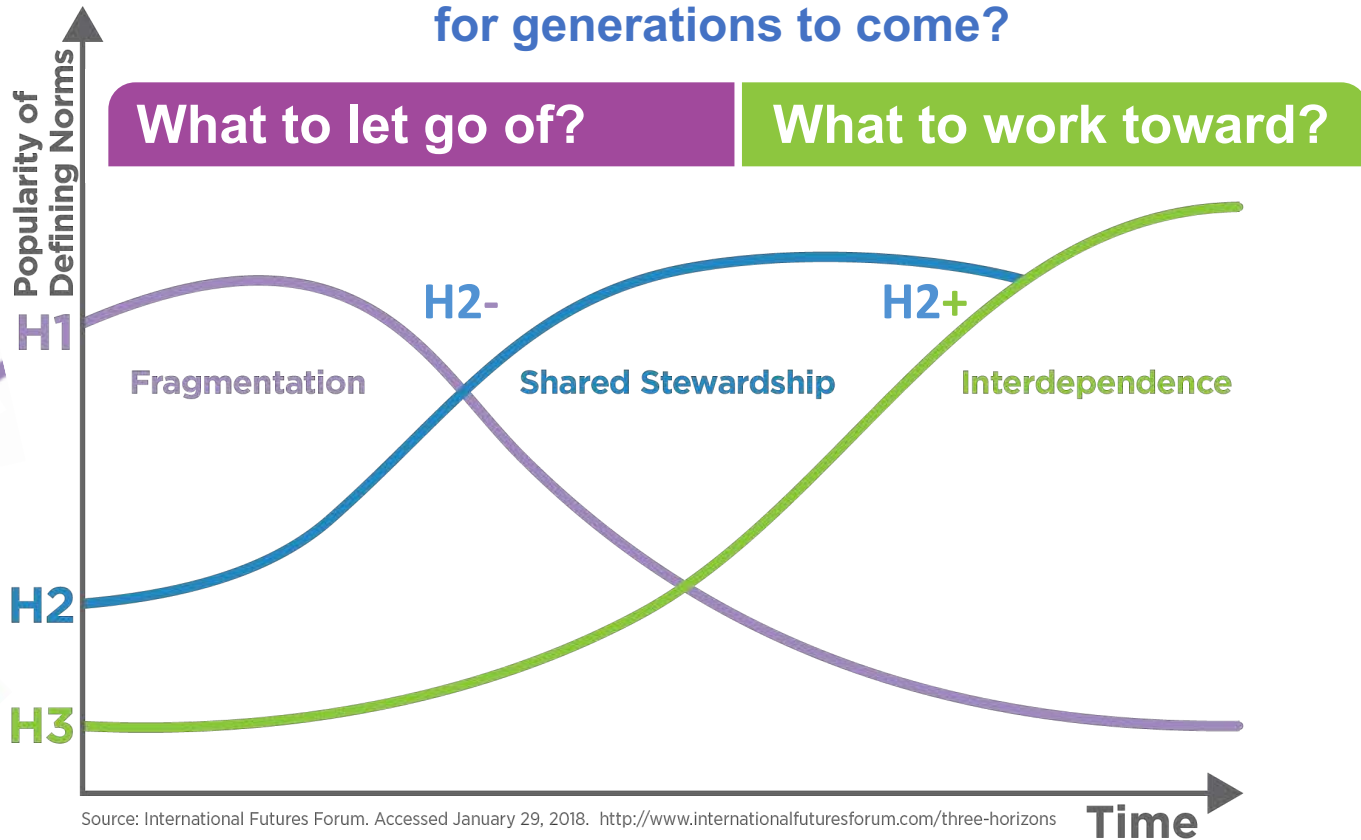 for generations to come?
What to let go of?
What to work toward?
Popularity of
Defining Norms
H1
H2-
H2+
Fragmentation
Shared Stewardship
Interdependence
H2
H3
Source: International Futures Forum. Accessed January 29, 2018. http://www.internationalfuturesforum.com/three-horizons
Time